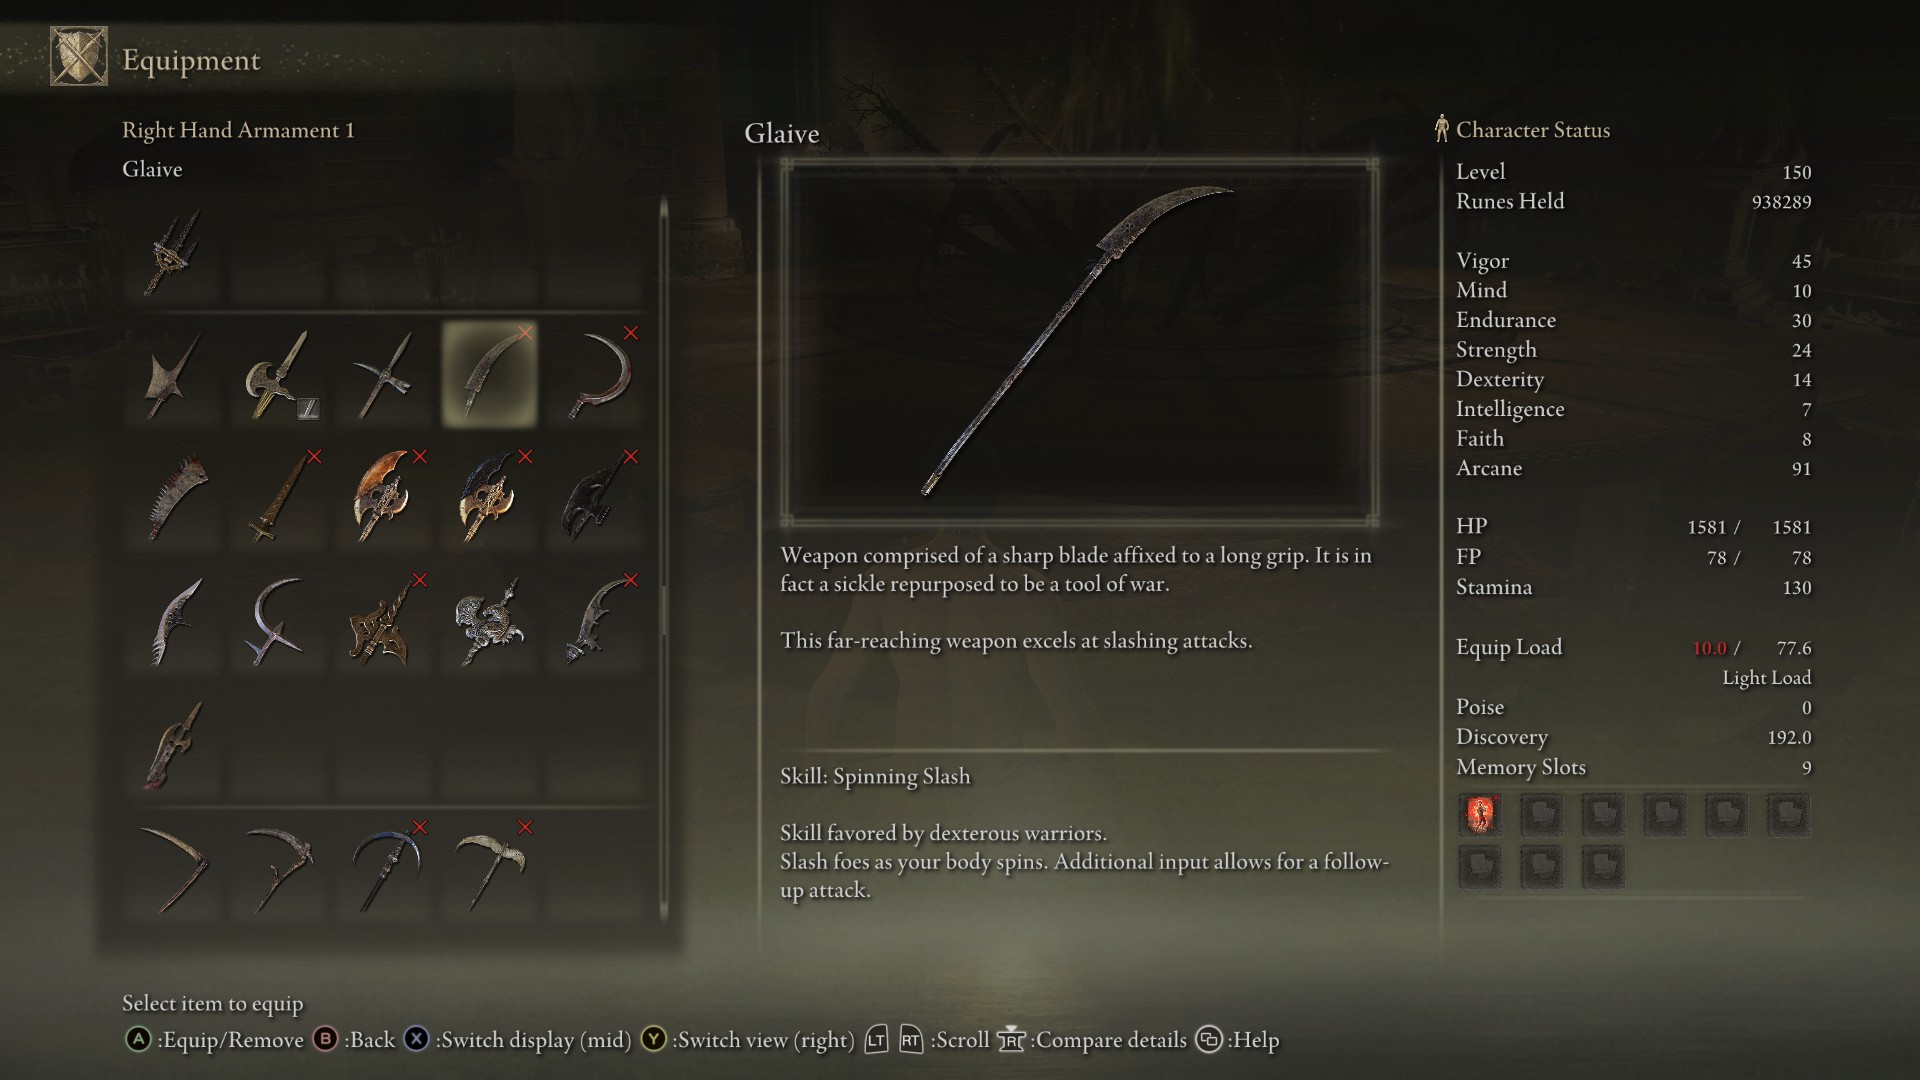 Equipment
Right Hand Armament 1
Glaive
Glaive
Weapon comprised of a sharp blade affixed to a long grip. It is in
fact a sickle repurposed to be a tool of war.
This far-reaching weapon excels at slashing attacks.
Skill: Spinning Slash
Skill favored by dexterous warriors.
Slash foes as your body spins. Additional input allows for a follow-
up attack.
Character Status
Level 150
Runes Held 938289
Vigor 45
Mind 10
Endurance 30
Strength 24
Dexterity 14
Intelligence 7
Faith 8
Arcane 91
HP 1581 / 1581
FP 78 / 78
Stamina 130
Equip Load 10.0 / 77.6
Light Load
Poise 0
Discovery 192.0
Memory Slots 9
Select item to equip
A :Equip/Remove B :Back X :Switch display (mid) Y :Switch view (right) LT RT :Scroll R :Compare details :Help